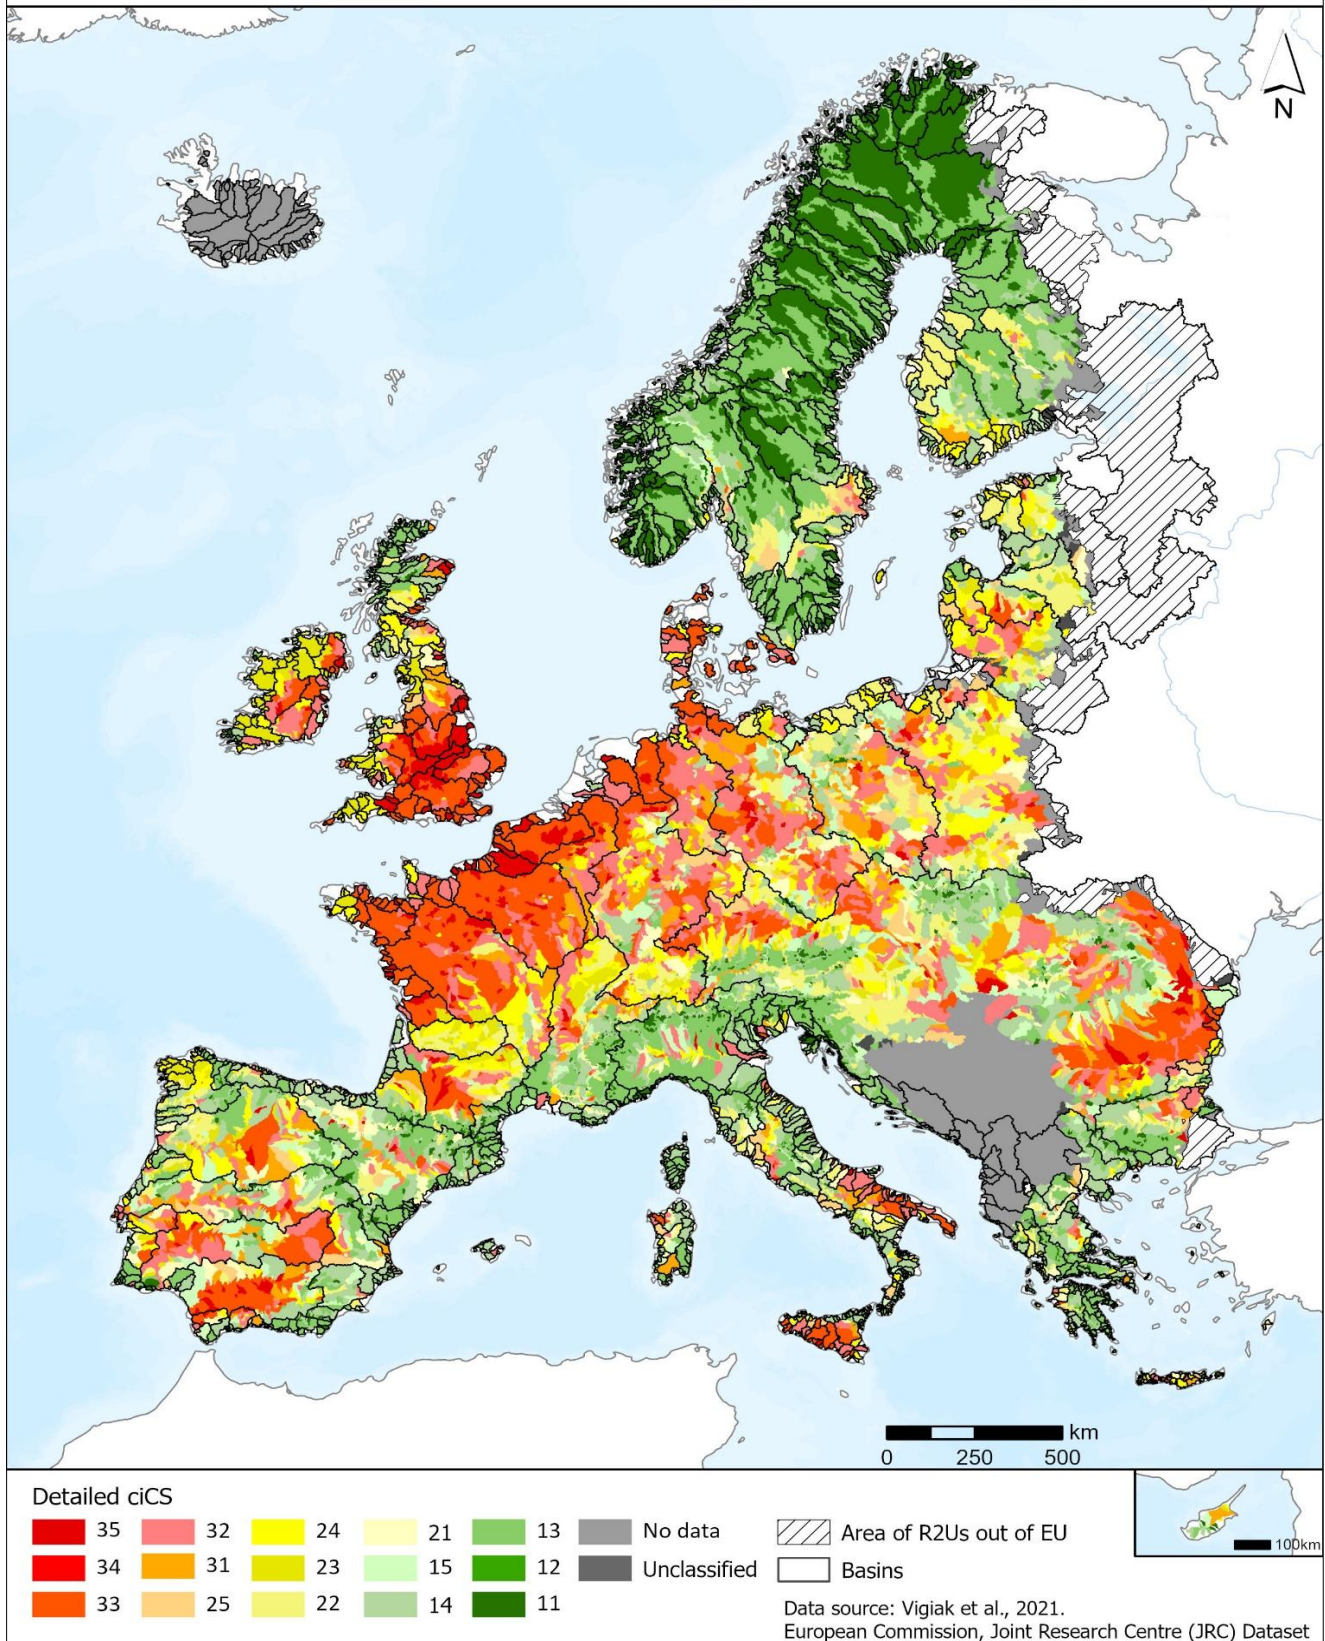 N
km
0 250 500
Detailed ciCS
35 32 24 21 13 No data Area of R2Us out of EU
34 31 23 15 12 Unclassified Basins
33 25 22 14 11
100km
Data source: Vigiak et al., 2021.
European Commission, Joint Research Centre (JRC) Dataset